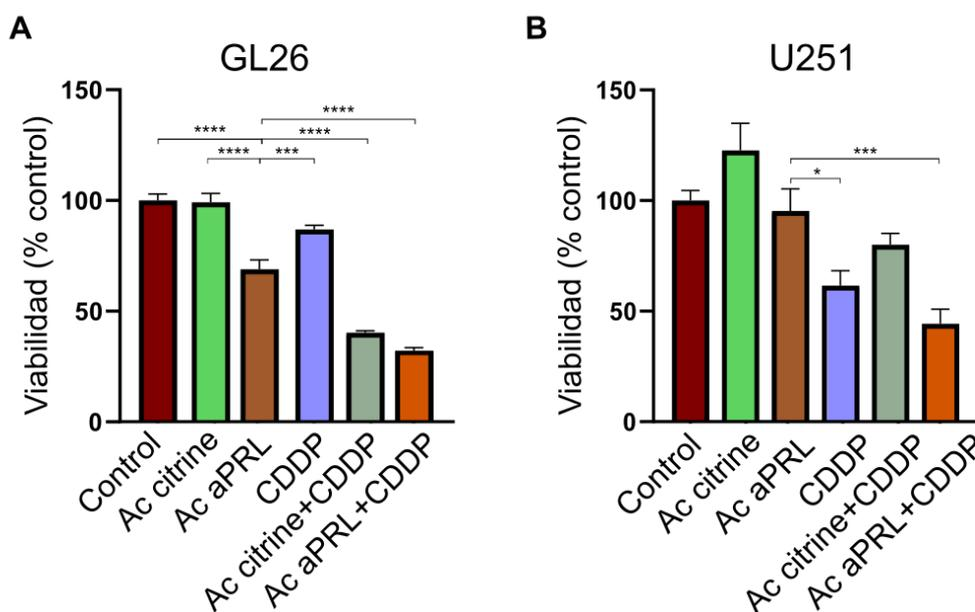 A
GL26
Viabilidad (% control)
150
100
50
0
****
****
****
****
***
Control
Ac citrine
Ac aPRL
CDDP
Ac citrine+CDDP
Ac aPRL+CDDP
B
U251
Viabilidad (% control)
150
100
50
0
***
*
Control
Ac citrine
Ac aPRL
CDDP
Ac citrine+CDDP
Ac aPRL+CDDP